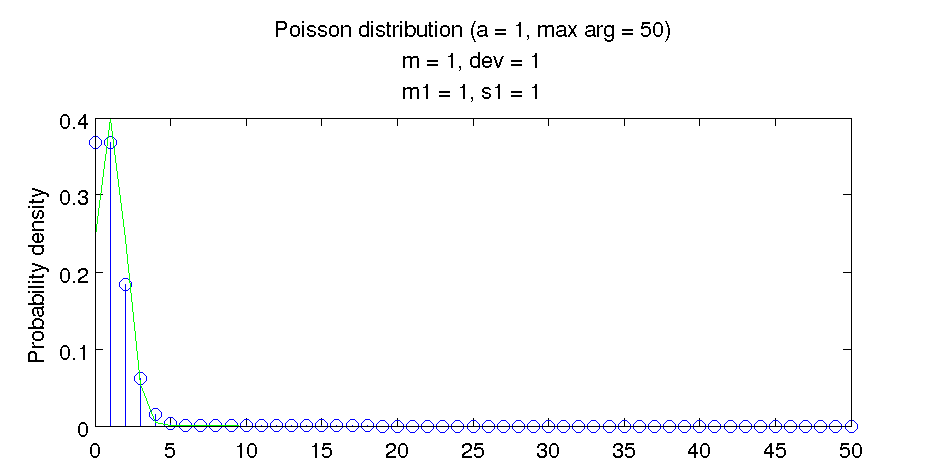 Poisson distribution (a = 1, max arg = 50)
m = 1, dev = 1
m1 = 1, s1 = 1
Probability density
0.4
0.3
0.2
0.1
0
0 5 10 15 20 25 30 35 40 45 50